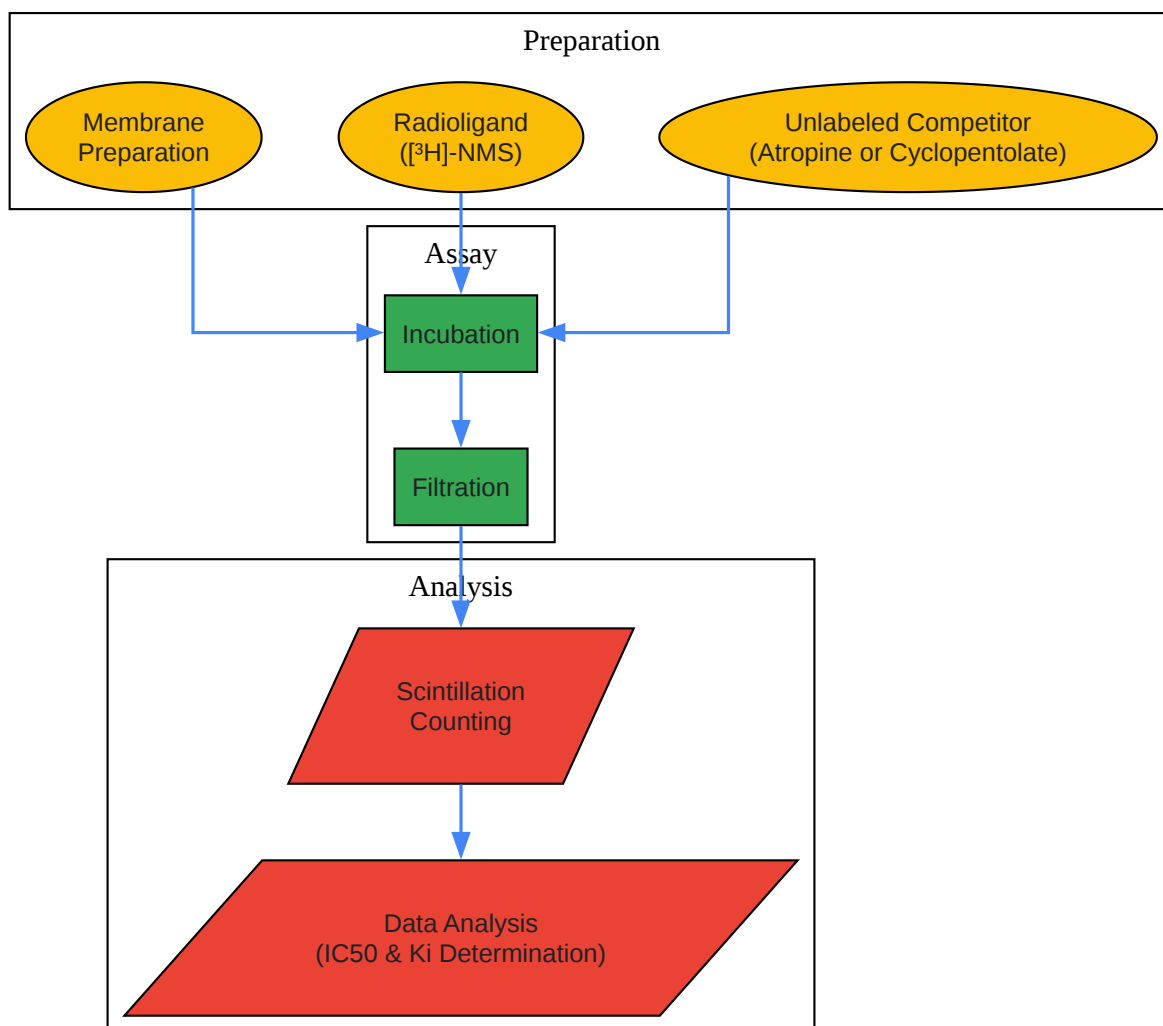 Preparation
Membrane
Preparation
Radioligand
([³H]-NMS)
Unlabeled Competitor
(Atropine or Cyclopentolate)
Assay
Incubation
Filtration
Analysis
Scintillation
Counting
Data Analysis
(IC50 & Ki Determination)